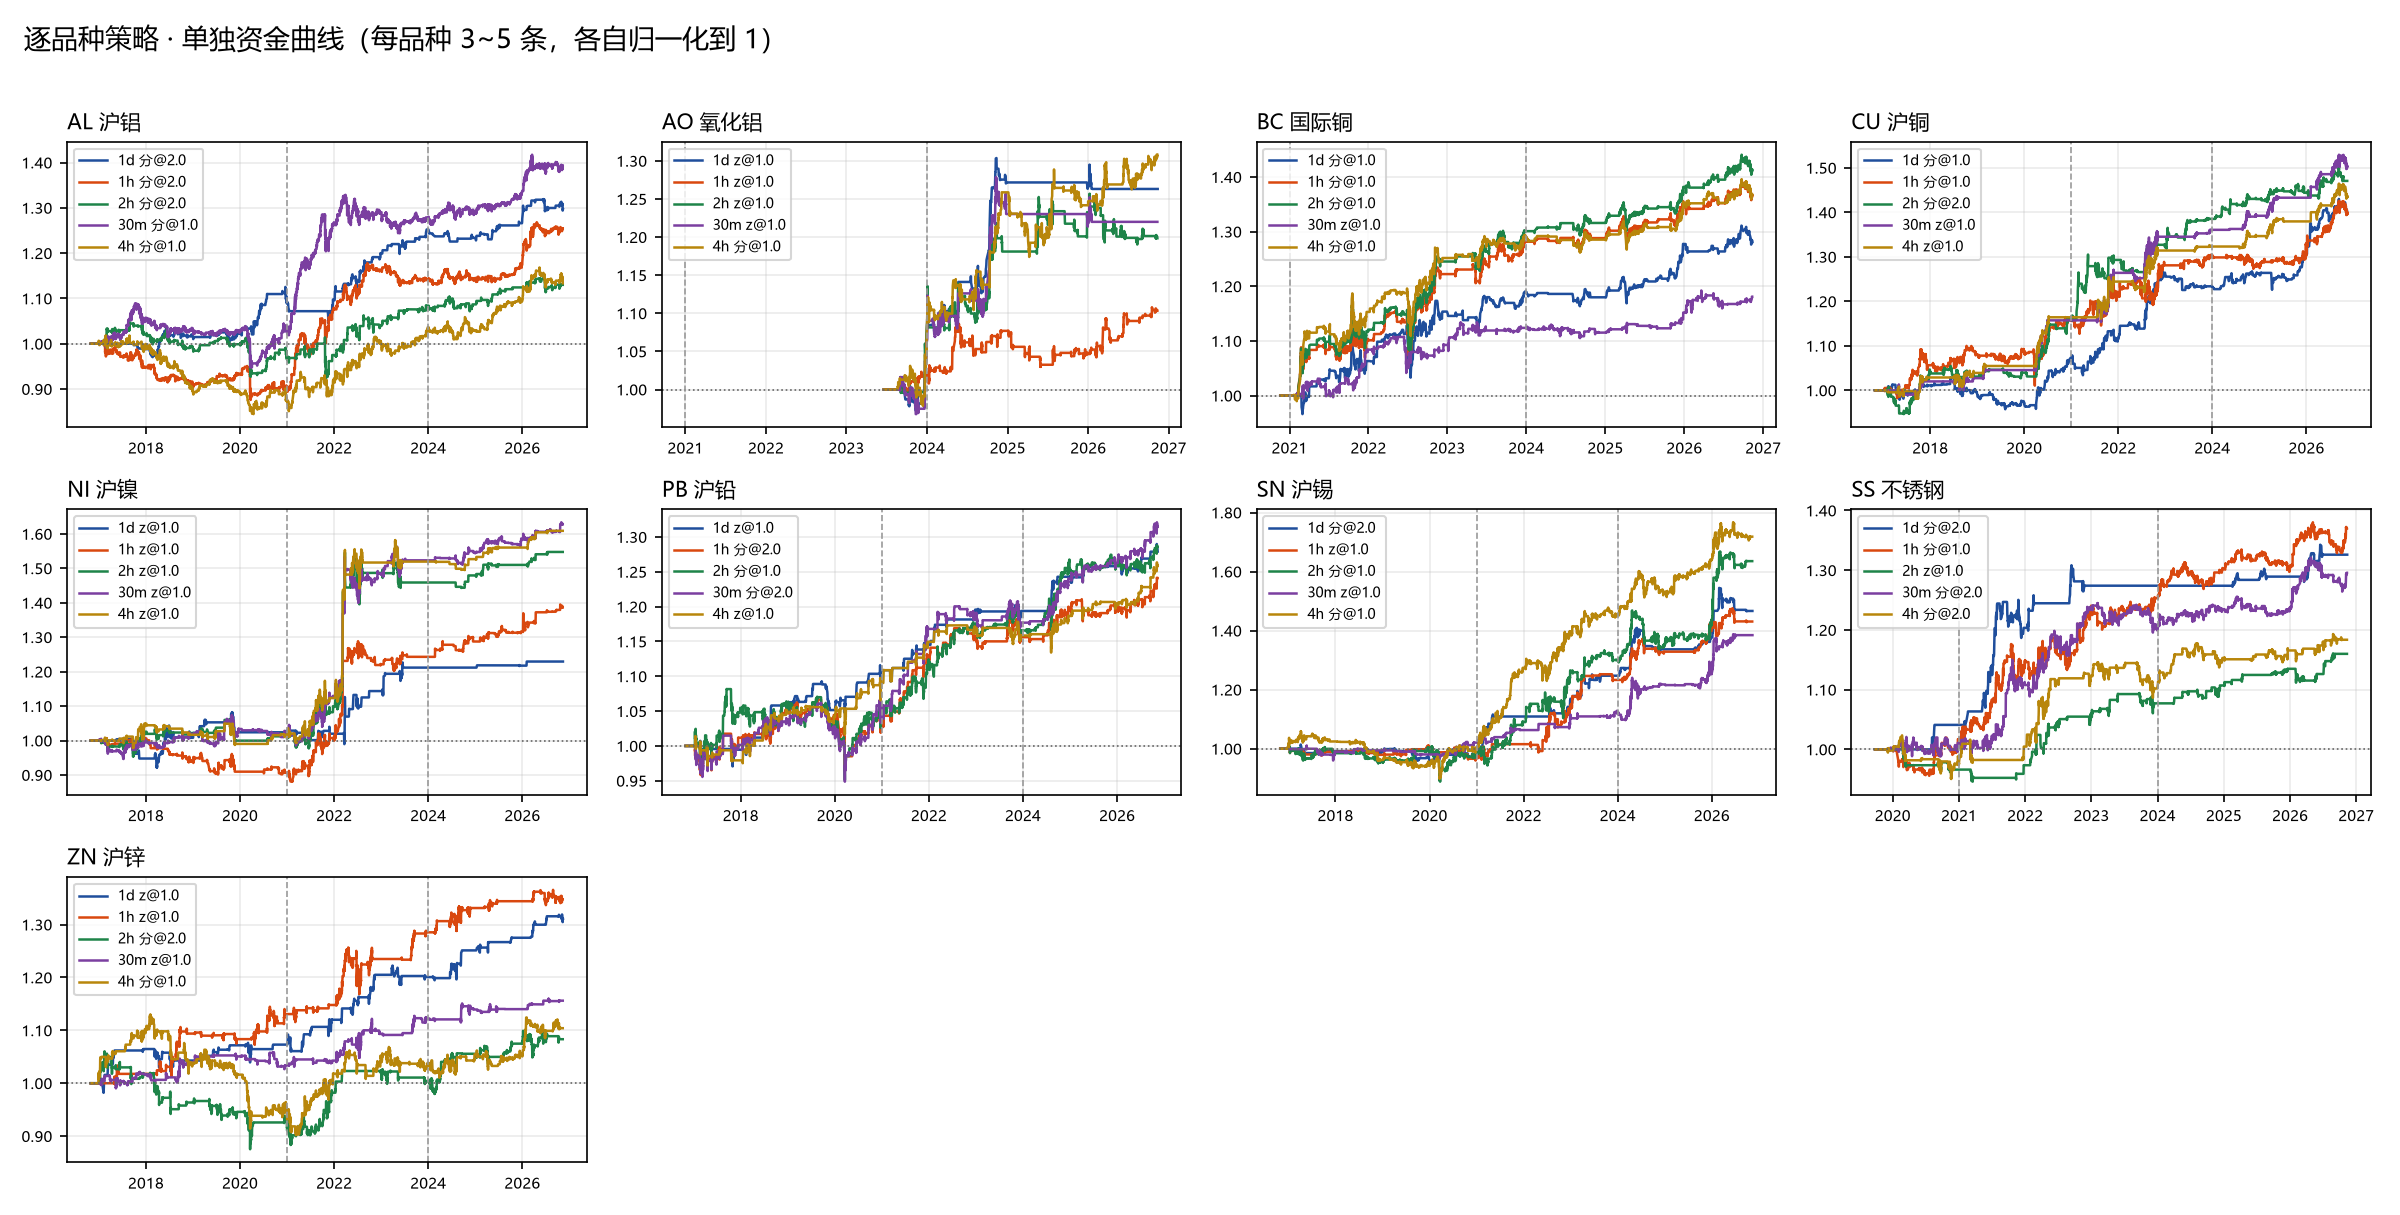 逐品种策略 · 单独资金曲线（每品种 3~5 条，各自归一化到 1）
AL 沪铝
1d 分@2.0
1h 分@2.0
2h 分@2.0
30m 分@1.0
4h 分@1.0
1.40
1.30
1.20
1.10
1.00
0.90
2018 2020 2022 2024 2026
AO 氧化铝
1d z@1.0
1h z@1.0
2h z@1.0
30m z@1.0
4h 分@1.0
1.30
1.25
1.20
1.15
1.10
1.05
1.00
2021 2022 2023 2024 2025 2026 2027
BC 国际铜
1d 分@1.0
1h 分@1.0
2h 分@1.0
30m z@1.0
4h 分@1.0
1.40
1.30
1.20
1.10
1.00
2021 2022 2023 2024 2025 2026 2027
CU 沪铜
1d 分@1.0
1h 分@1.0
2h 分@2.0
30m z@1.0
4h z@1.0
1.50
1.40
1.30
1.20
1.10
1.00
2018 2020 2022 2024 2026
NI 沪镍
1d z@1.0
1h z@1.0
2h z@1.0
30m z@1.0
4h z@1.0
1.60
1.50
1.40
1.30
1.20
1.10
1.00
0.90
2018 2020 2022 2024 2026
PB 沪铅
1d z@1.0
1h 分@2.0
2h 分@1.0
30m 分@2.0
4h z@1.0
1.30
1.25
1.20
1.15
1.10
1.05
1.00
0.95
2018 2020 2022 2024 2026
SN 沪锡
1d 分@2.0
1h z@1.0
2h 分@1.0
30m z@1.0
4h 分@1.0
1.80
1.60
1.40
1.20
1.00
2018 2020 2022 2024 2026
SS 不锈钢
1d 分@2.0
1h 分@1.0
2h z@1.0
30m 分@2.0
4h 分@2.0
1.40
1.30
1.20
1.10
1.00
2020 2021 2022 2023 2024 2025 2026 2027
ZN 沪锌
1d z@1.0
1h z@1.0
2h 分@2.0
30m z@1.0
4h 分@1.0
1.30
1.20
1.10
1.00
0.90
2018 2020 2022 2024 2026